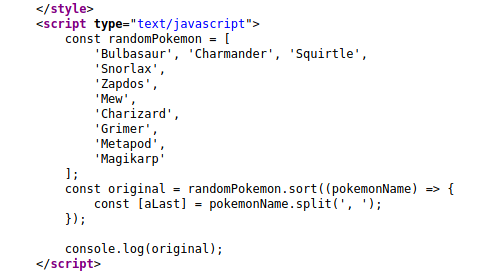 </style>
<script type="text/javascript">
    const randomPokemon = [
        'Bulbasaur', 'Charmander', 'Squirtle',
        'Snorlax',
        'Zapdos',
        'Mew',
        'Charizard',
        'Grimer',
        'Metapod',
        'Magikarp'
    ];
    const original = randomPokemon.sort((pokemonName) => {
        const [aLast] = pokemonName.split(', ');
    });

    console.log(original);
</script>